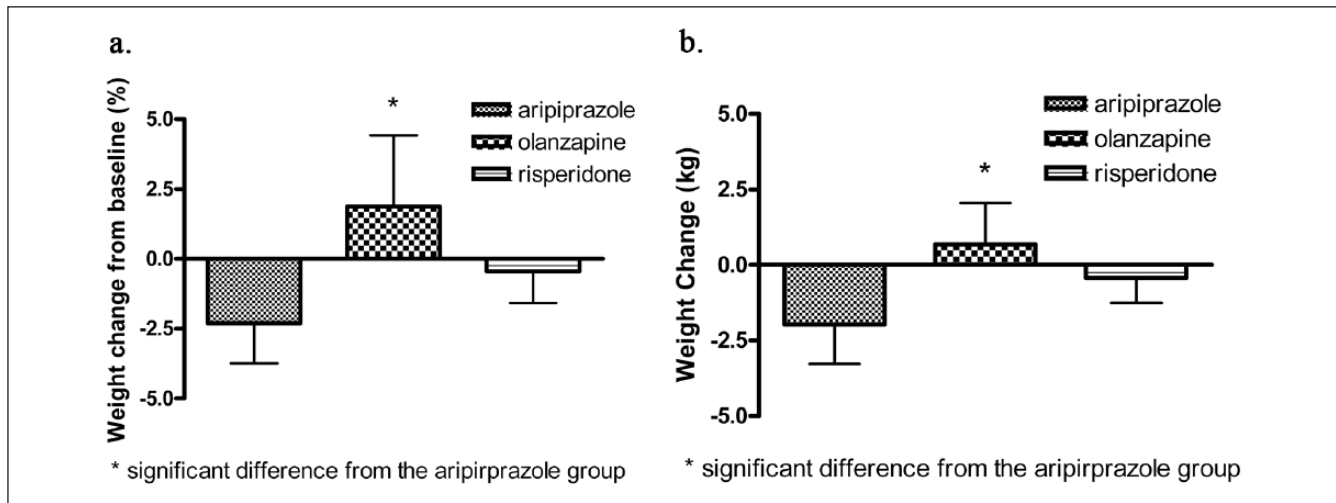 a.
Weight change from baseline (%)
5.0
2.5
0.0
-2.5
-5.0
*
aripiprazole
olanzapine
risperidone
* significant difference from the aripirprazole group
b.
Weight Change (kg)
5.0
2.5
0.0
-2.5
-5.0
*
aripiprazole
olanzapine
risperidone
* significant difference from the aripirprazole group